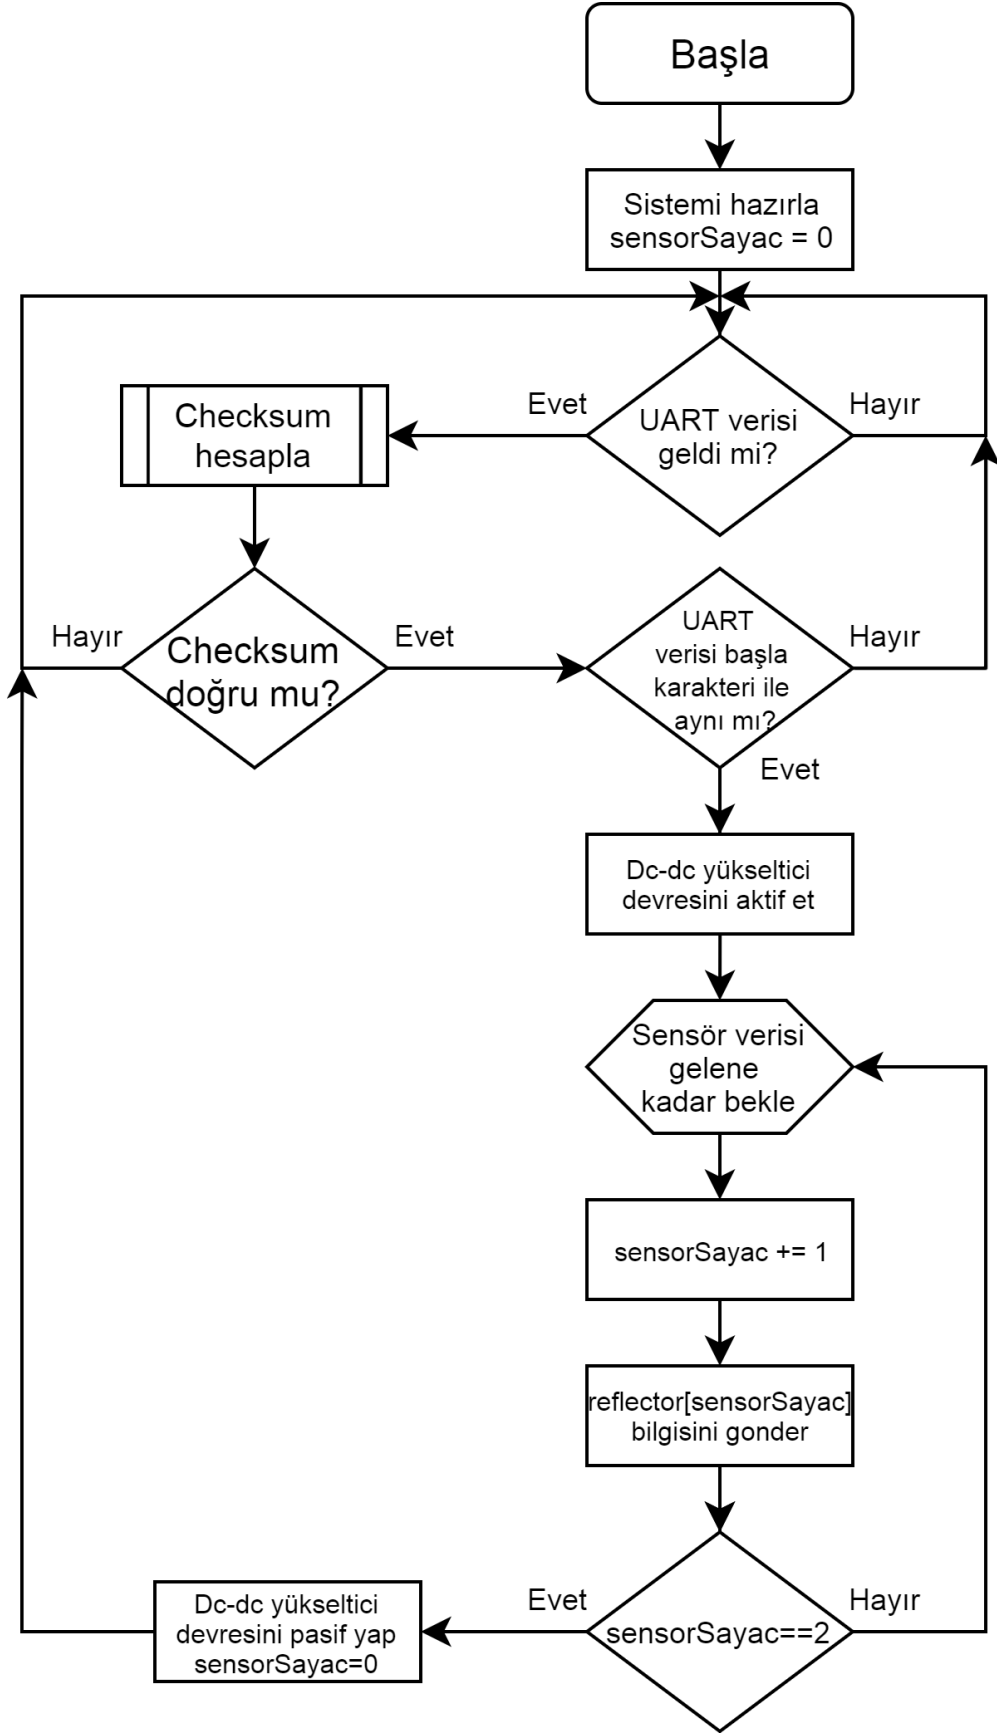 Başla
Sistemi hazırla
sensorSayac = 0
Evet
UART verisi
geldi mi?
Hayır
Checksum
hesapla
Hayır
Checksum
doğru mu?
Evet
UART
verisi başla
karakteri ile
aynı mı?
Hayır
Evet
Dc-dc yükseltici
devresini aktif et
Sensör verisi
gelene
kadar bekle
sensorSayac += 1
reflector[sensorSayac]
bilgisini gonder
Evet
sensorSayac==2
Hayır
Dc-dc yükseltici
devresini pasif yap
sensorSayac=0